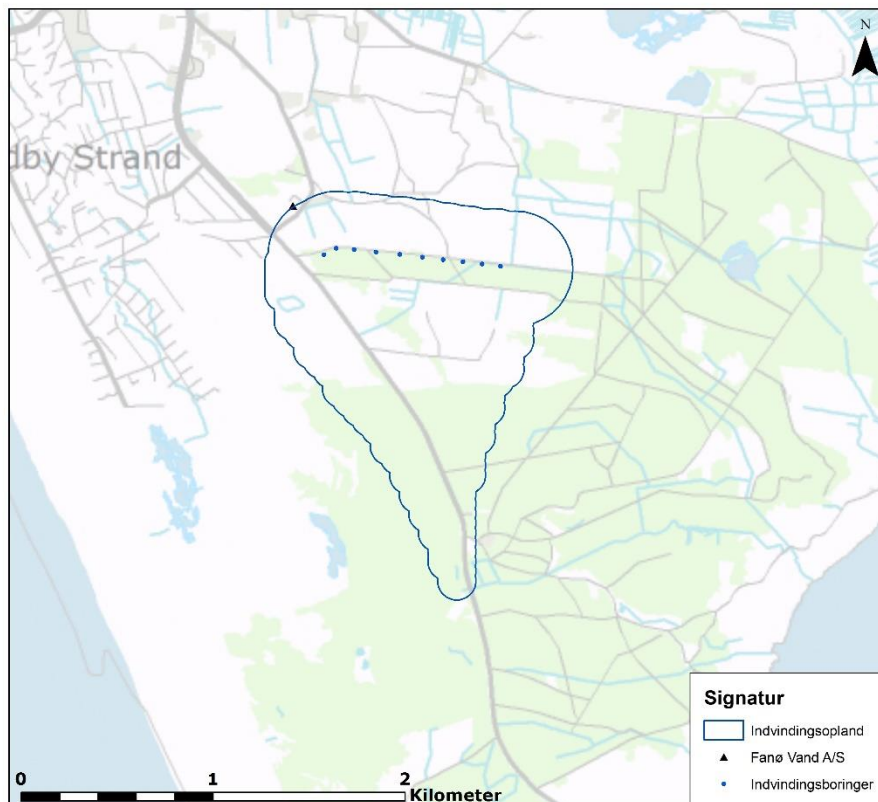 N
dby Strand
Signatur
Indvindingsopland
Fanø Vand A/S
Indvindingsboringer
0 1 2
Kilometer